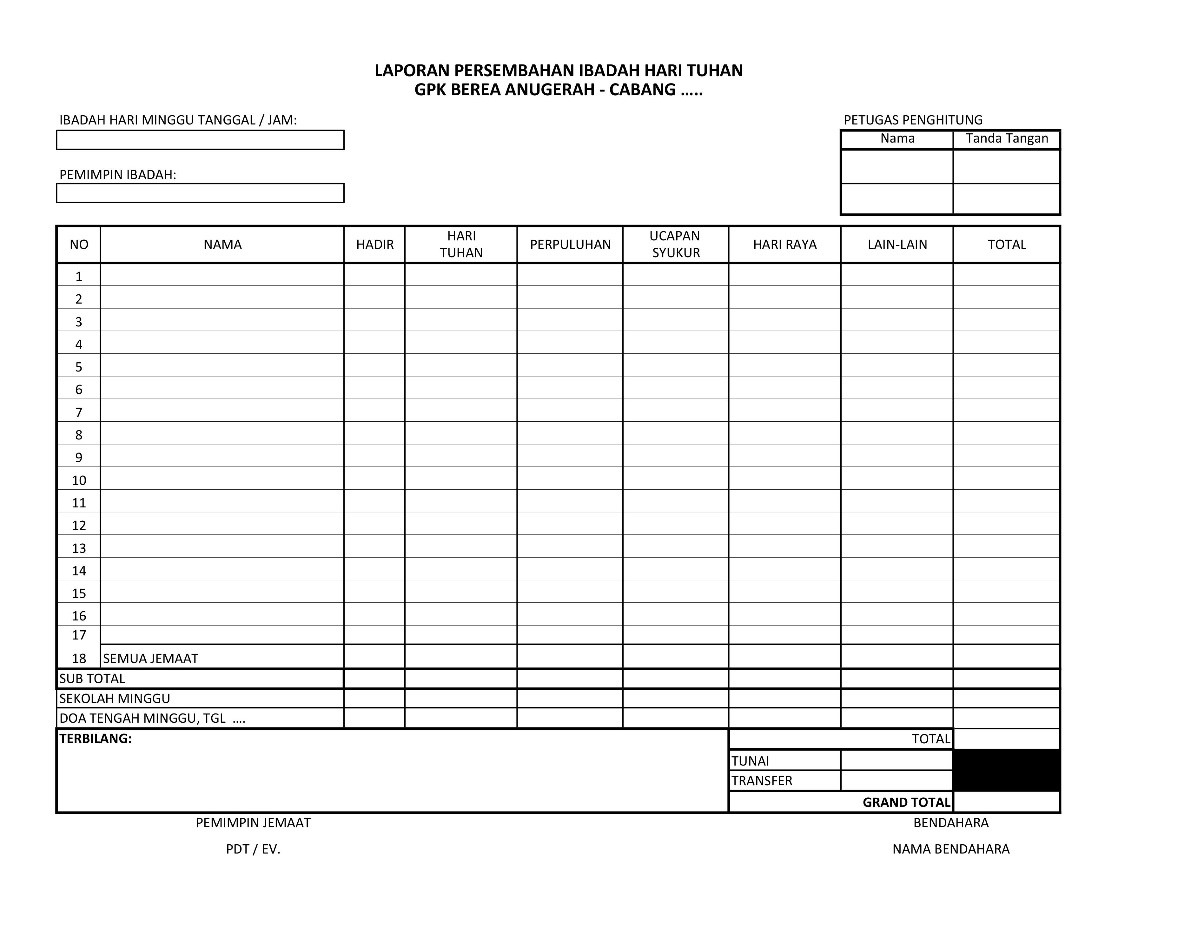 LAPORAN PERSEMBAHAN IBADAH HARI TUHAN
GPK BEREA ANUGERAH - CABANG .....
IBADAH HARI MINGGU TANGGAL / JAM:
PETUGAS PENGHITUNG
Nama Tanda Tangan
PEMIMPIN IBADAH:
NO NAMA HADIR HARI TUHAN PERPULUHAN UCAPAN SYUKUR HARI RAYA LAIN-LAIN TOTAL
1
2
3
4
5
6
7
8
9
10
11
12
13
14
15
16
17
18 SEMUA JEMAAT
SUB TOTAL
SEKOLAH MINGGU
DOA TENGAH MINGGU, TGL ....
TERBILANG: TOTAL
TUNAI
TRANSFER
GRAND TOTAL
PEMIMPIN JEMAAT BENDAHARA
PDT / EV. NAMA BENDAHARA